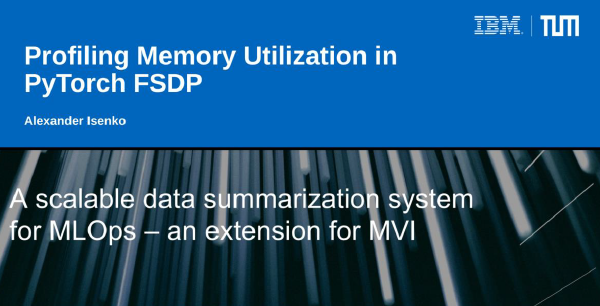 IBM TUM
Profiling Memory Utilization in
PyTorch FSDP
Alexander Isenko
A scalable data summarization system
for MLOps – an extension for MVI